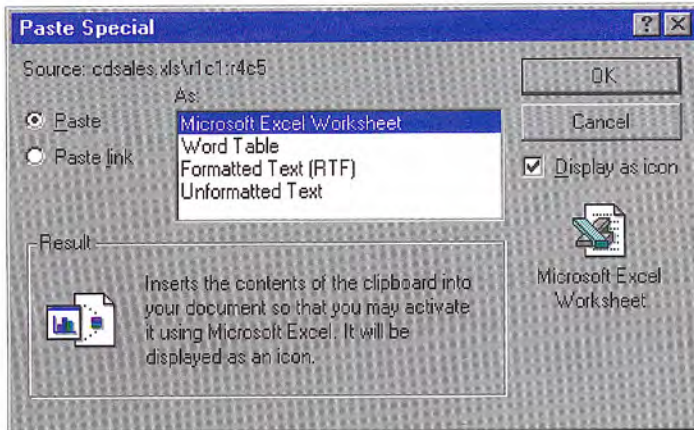 Paste Special
Source: cdsales.xls\r1c1:r4c5
As:
Paste
Paste link
Microsoft Excel Worksheet
Word Table
Formatted Text (RTF)
Unformatted Text
OK
Cancel
Display as icon
Microsoft Excel
Worksheet
Result
Inserts the contents of the clipboard into
your document so that you may activate
it using Microsoft Excel. It will be
displayed as an icon.